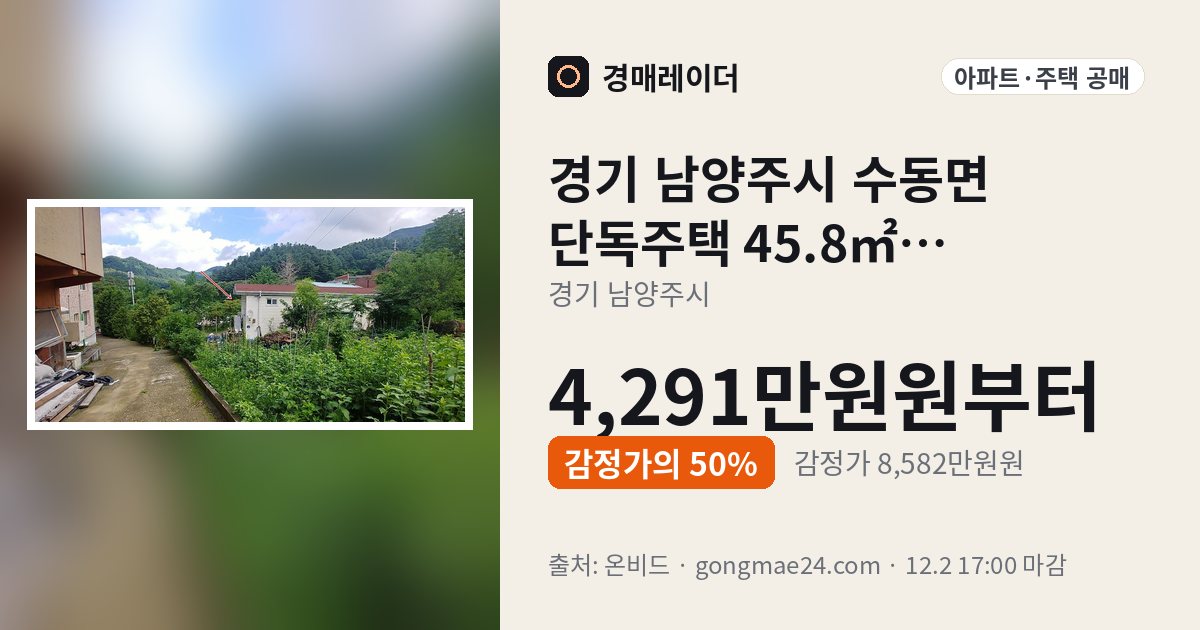 경매레이더
아파트·주택 공매
경기 남양주시 수동면
단독주택 45.8㎡…
경기 남양주시
4,291만원원부터
감정가의 50%
감정가 8,582만원원
출처: 온비드 · gongmae24.com · 12.2 17:00 마감